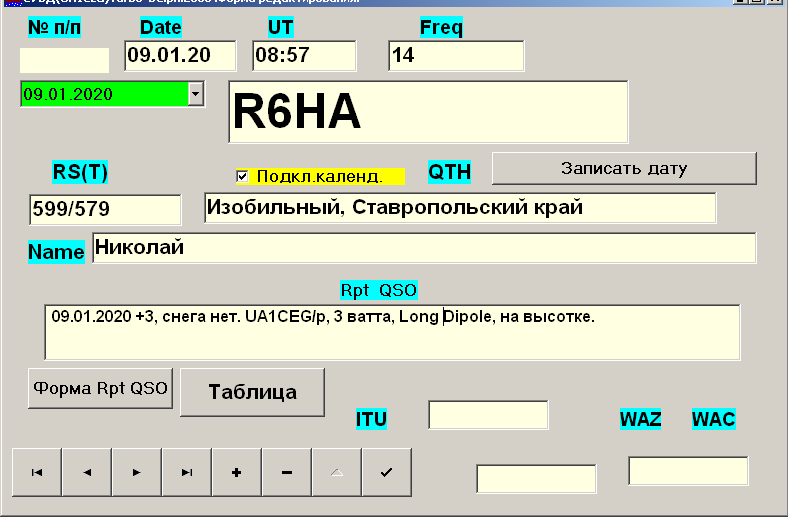 № п/п Date UT Freq
09.01.20 08:57 14
09.01.2020
R6HA
RS(T) Подкл.календ. QTH Записать дату
599/579 Изобильный, Ставропольский край
Name Николай
Rpt QSO
09.01.2020 +3, снега нет. UA1CEG/p, 3 ватта, Long Dipole, на высотке.
Форма Rpt QSO Таблица
ITU WAZ WAC